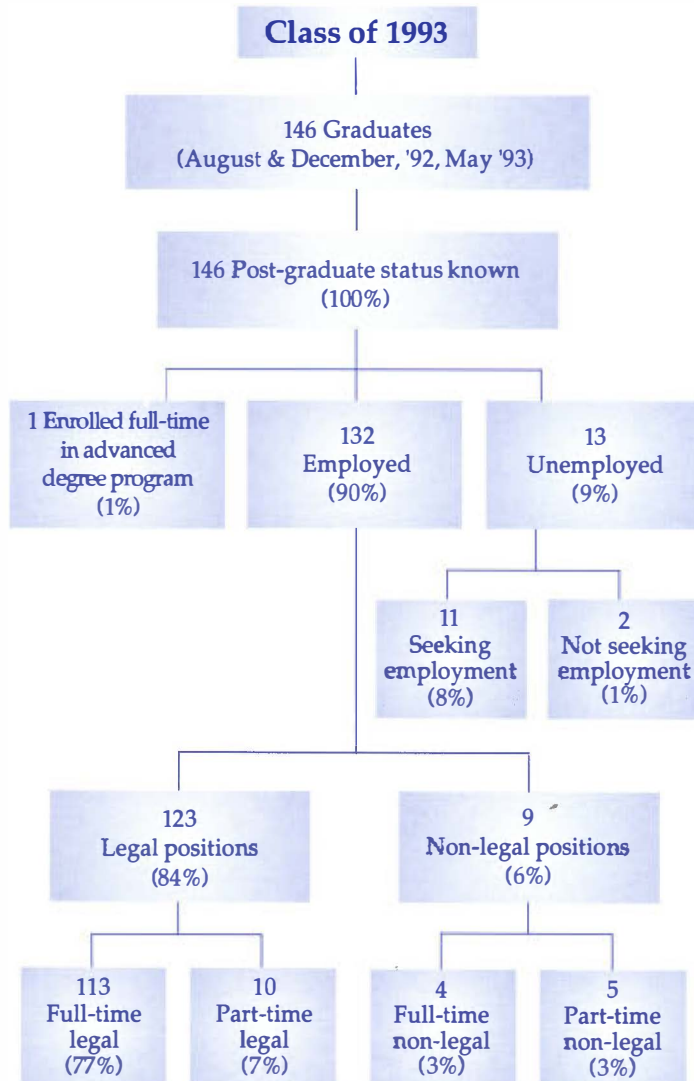 Class of 1993
146 Graduates
(August & December, '92, May '93)
146 Post-graduate status known
(100%)
1 Enrolled full-time
in advanced
degree program
(1%)
132
Employed
(90%)
13
Unemployed
(9%)
11
Seeking
employment
(8%)
2
Not seeking
employment
(1%)
123
Legal positions
(84%)
9
Non-legal positions
(6%)
113
Full-time
legal
(77%)
10
Part-time
legal
(7%)
4
Full-time
non-legal
(3%)
5
Part-time
non-legal
(3%)